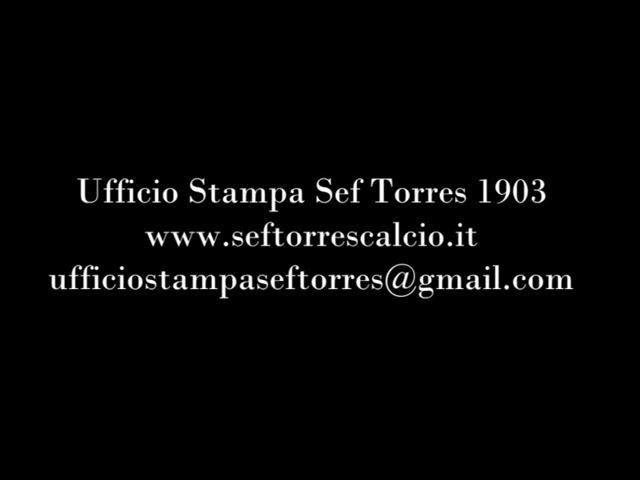 Ufficio Stampa Sef Torres 1903
www.seftorrescalcio.it
ufficiostampaseftorres@gmail.com